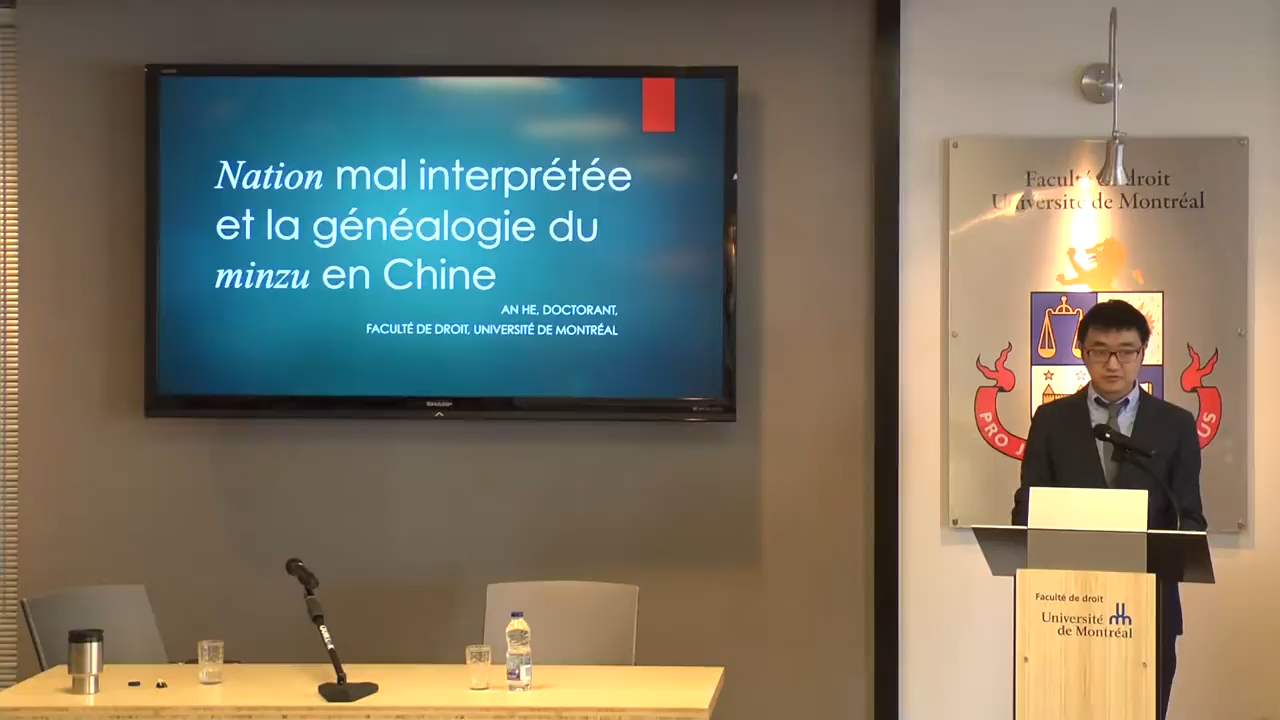 Nation mal interprétée
et la généalogie du
minzu en Chine
AN HE, DOCTORANT,
FACULTÉ DE DROIT, UNIVERSITÉ DE MONTRÉAL
SHARP
Faculté de droit
Université de Montréal
PRO
Faculté de droit
Université
de Montréal